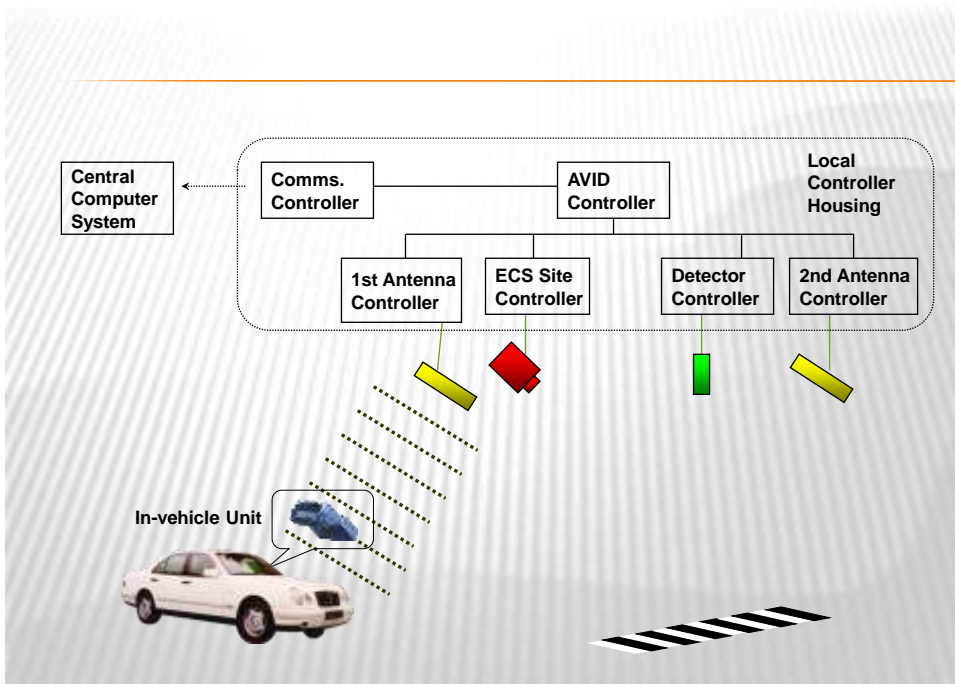 Central
Computer
System
Comms.
Controller
AVID
Controller
Local
Controller
Housing
1st Antenna
Controller
ECS Site
Controller
Detector
Controller
2nd Antenna
Controller
In-vehicle Unit